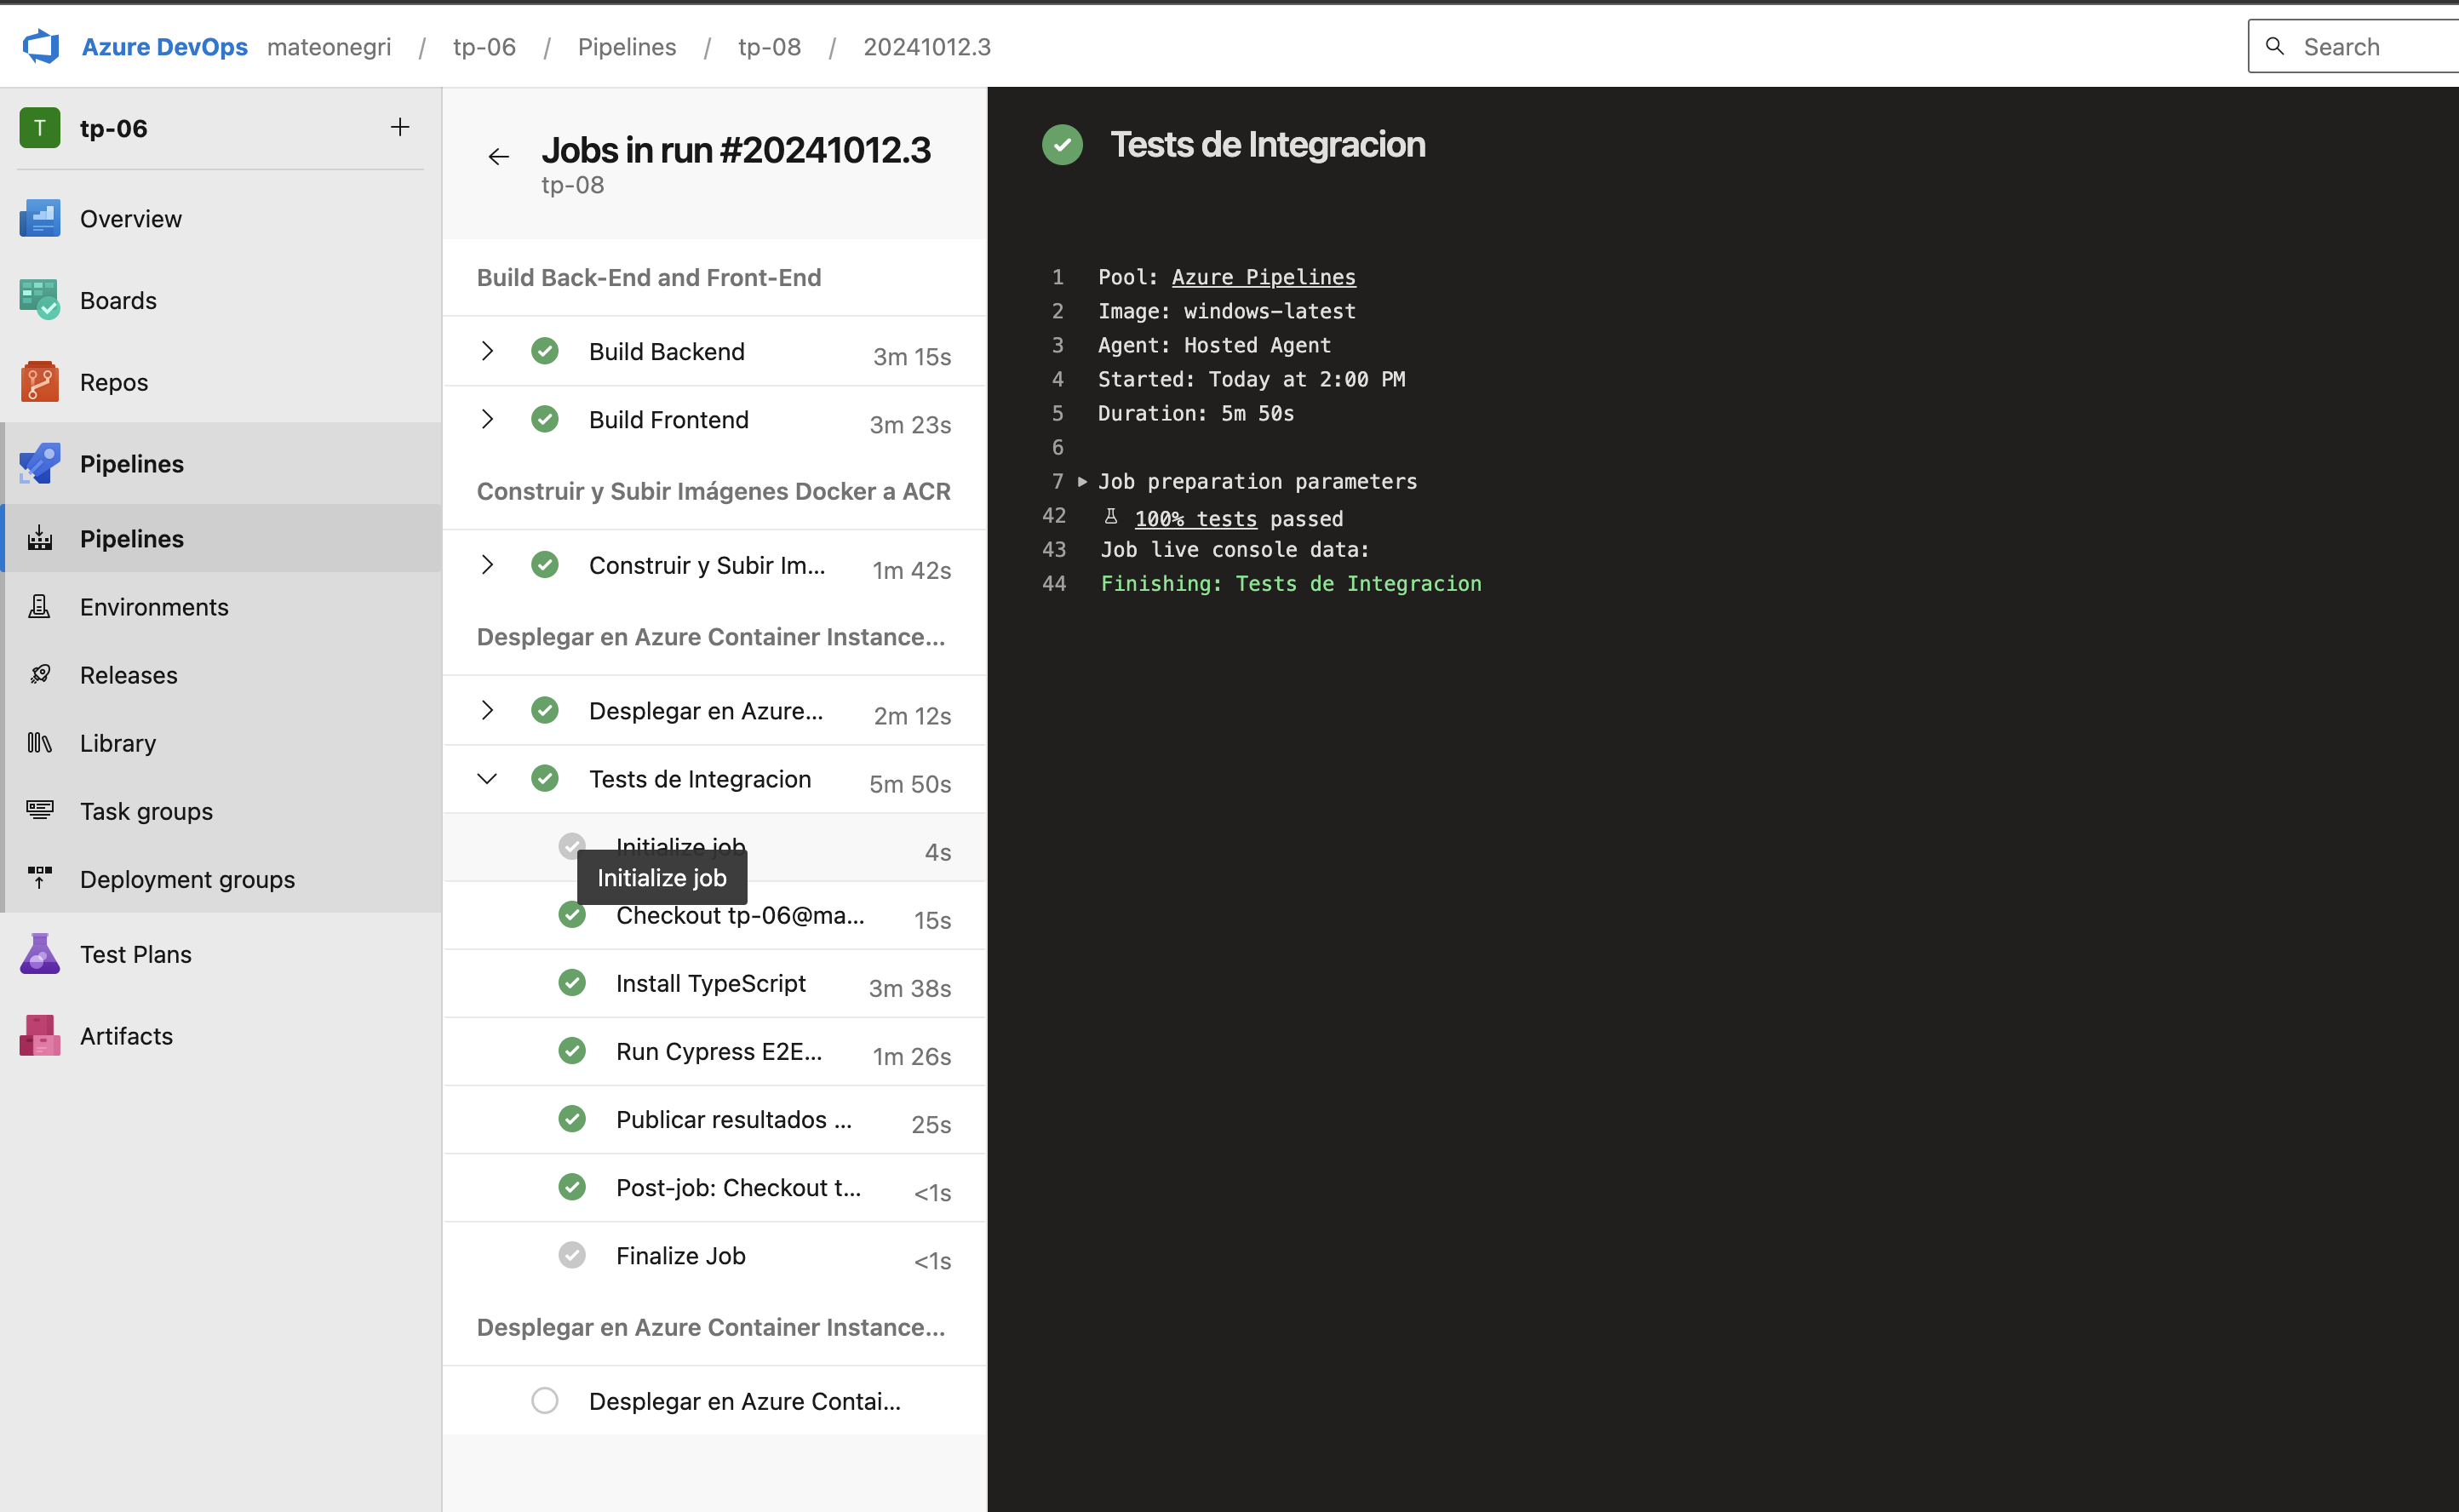 Azure DevOps mateonegri / tp-06 / Pipelines / tp-08 / 20241012.3
Search
T tp-06
Overview
Boards
Repos
Pipelines
Pipelines
Environments
Releases
Library
Task groups
Deployment groups
Test Plans
Artifacts
Jobs in run #20241012.3
tp-08
Build Back-End and Front-End
Build Backend 3m 15s
Build Frontend 3m 23s
Construir y Subir Imágenes Docker a ACR
Construir y Subir Im... 1m 42s
Desplegar en Azure Container Instance...
Desplegar en Azure... 2m 12s
Tests de Integracion 5m 50s
Initialize job 4s
Initialize job
Checkout tp-06@ma... 15s
Install TypeScript 3m 38s
Run Cypress E2E... 1m 26s
Publicar resultados ... 25s
Post-job: Checkout t... <1s
Finalize Job <1s
Desplegar en Azure Container Instance...
Desplegar en Azure Contai...
Tests de Integracion
1 Pool: Azure Pipelines
2 Image: windows-latest
3 Agent: Hosted Agent
4 Started: Today at 2:00 PM
5 Duration: 5m 50s
6
7 Job preparation parameters
42 100% tests passed
43 Job live console data:
44 Finishing: Tests de Integracion